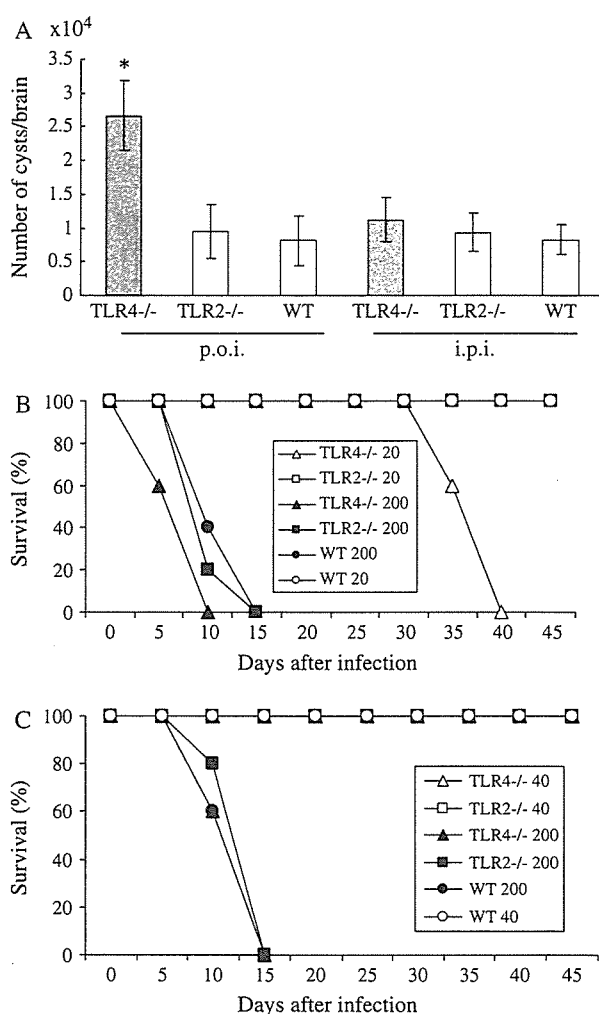 A x10⁴
Number of cysts/brain
3.5
3
2.5
2
1.5
1
0.5
0
*
TLR4-/- TLR2-/- WT TLR4-/- TLR2-/- WT
p.o.i. i.p.i.
B
Survival (%)
100
80
60
40
20
0
TLR4-/- 20
TLR2-/- 20
TLR4-/- 200
TLR2-/- 200
WT 200
WT 20
0 5 10 15 20 25 30 35 40 45
Days after infection
C
Survival (%)
100
80
60
40
20
0
TLR4-/- 40
TLR2-/- 40
TLR4-/- 200
TLR2-/- 200
WT 200
WT 40
0 5 10 15 20 25 30 35 40 45
Days after infection